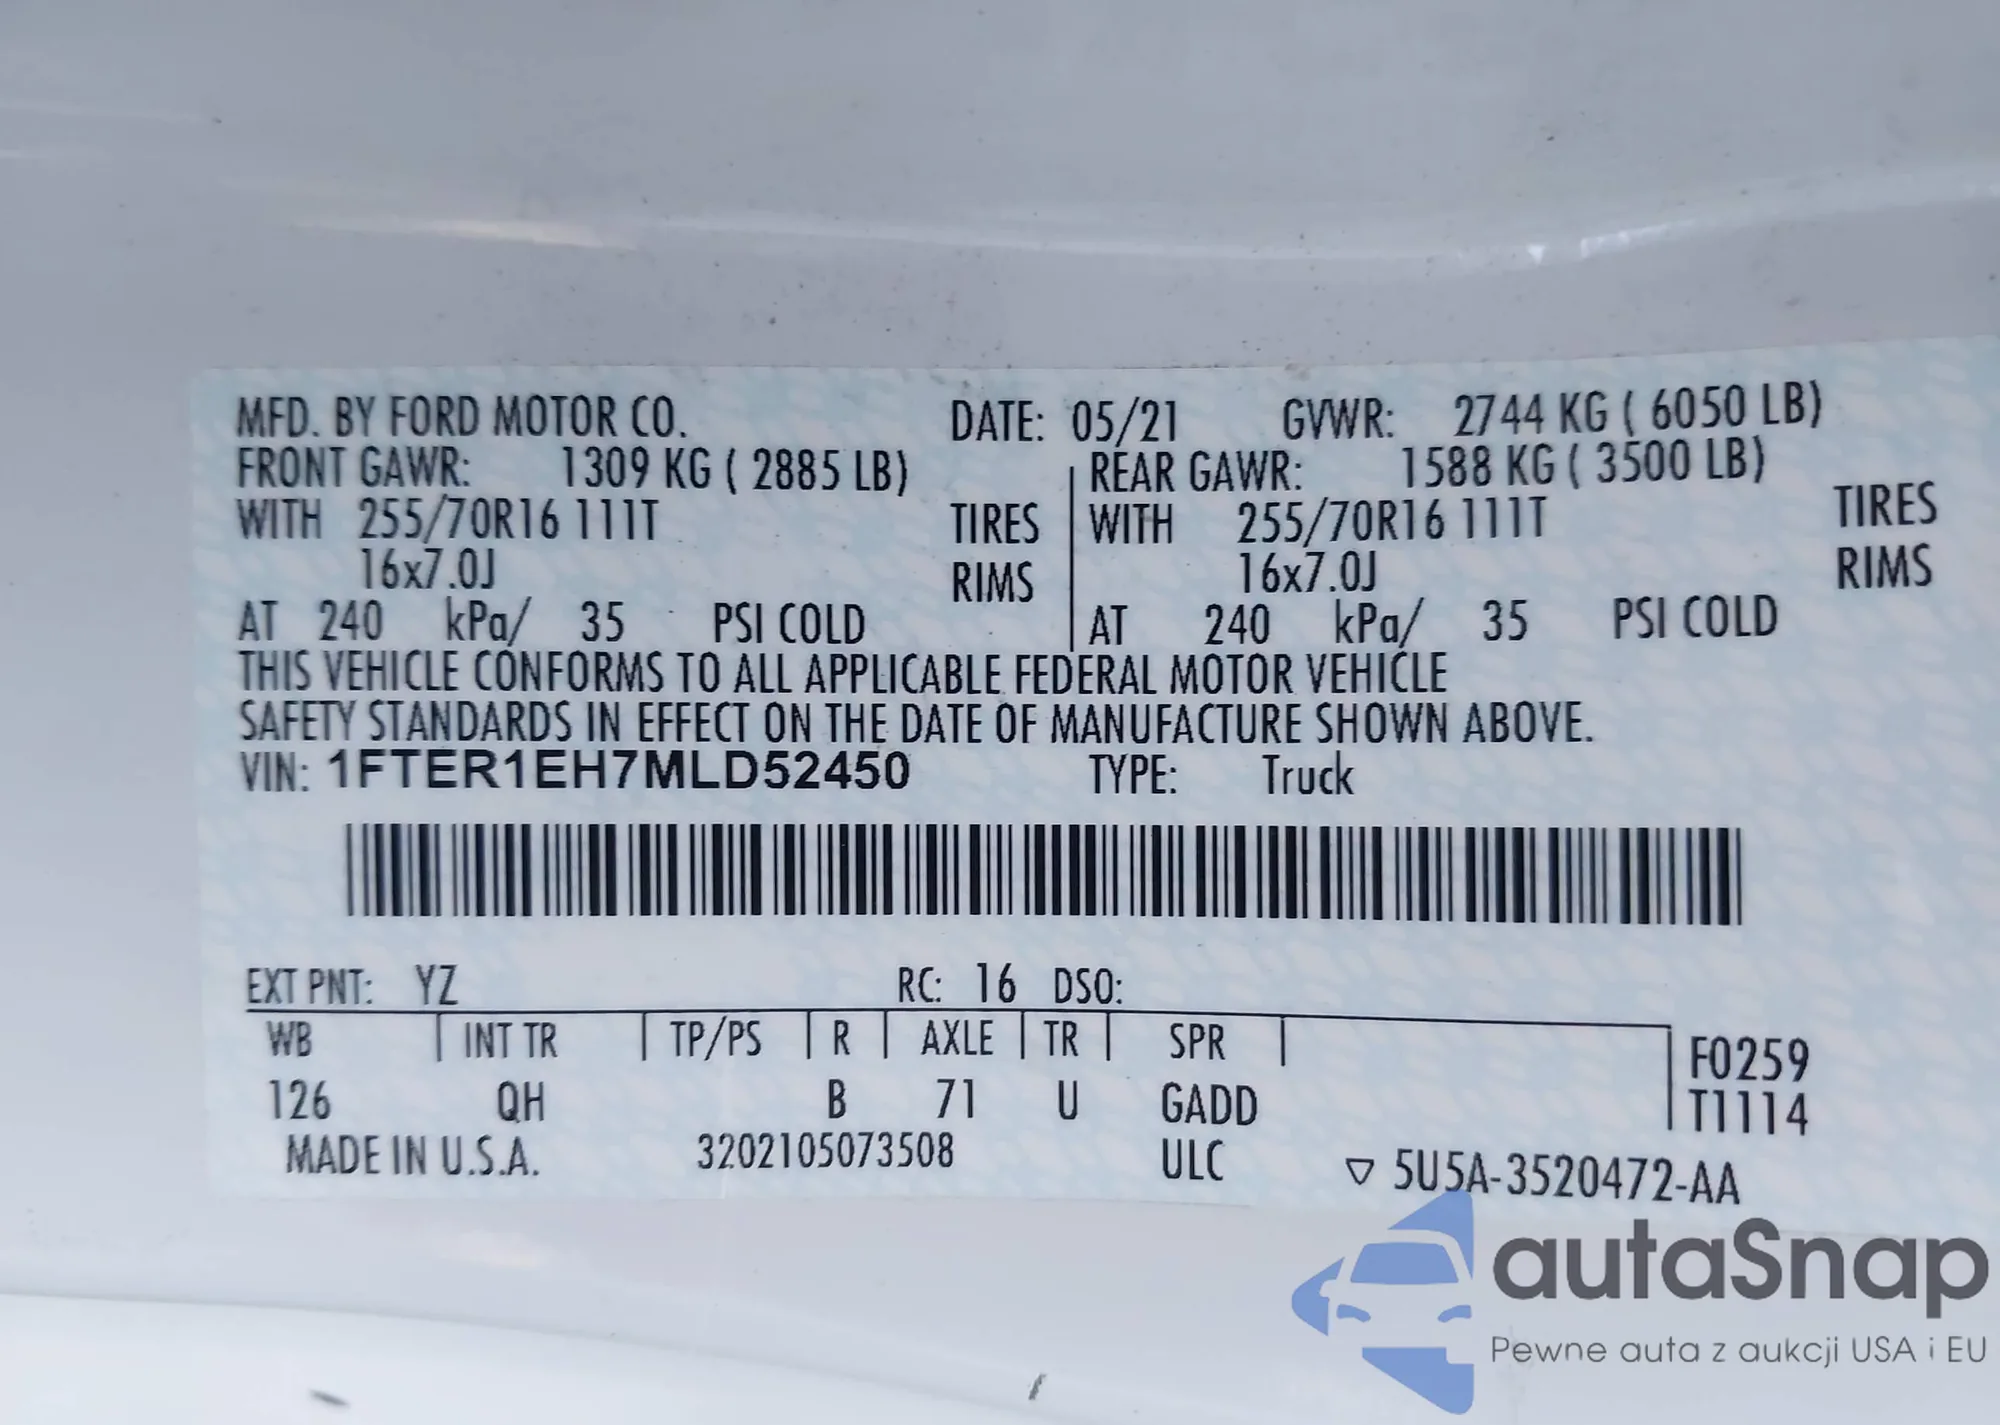 MFD. BY FORD MOTOR CO. DATE: 05/21 GVWR: 2744 KG ( 6050 LB)
FRONT GAWR: 1309 KG ( 2885 LB) REAR GAWR: 1588 KG ( 3500 LB)
WITH 255/70R16 111T TIRES WITH 255/70R16 111T TIRES
16x7.0J RIMS 16x7.0J RIMS
AT 240 kPa/ 35 PSI COLD AT 240 kPa/ 35 PSI COLD
THIS VEHICLE CONFORMS TO ALL APPLICABLE FEDERAL MOTOR VEHICLE
SAFETY STANDARDS IN EFFECT ON THE DATE OF MANUFACTURE SHOWN ABOVE.
VIN: 1FTER1EH7MLD52450 TYPE: Truck
EXT PNT: YZ RC: 16 DSO:
WB INT TR TP/PS R AXLE TR SPR F0259
126 QH B 71 U GADD T1114
MADE IN U.S.A. 3202105073508 ULC ▽ 5U5A-3520472-AA
autaSnap
Pewne auta z aukcji USA i EU